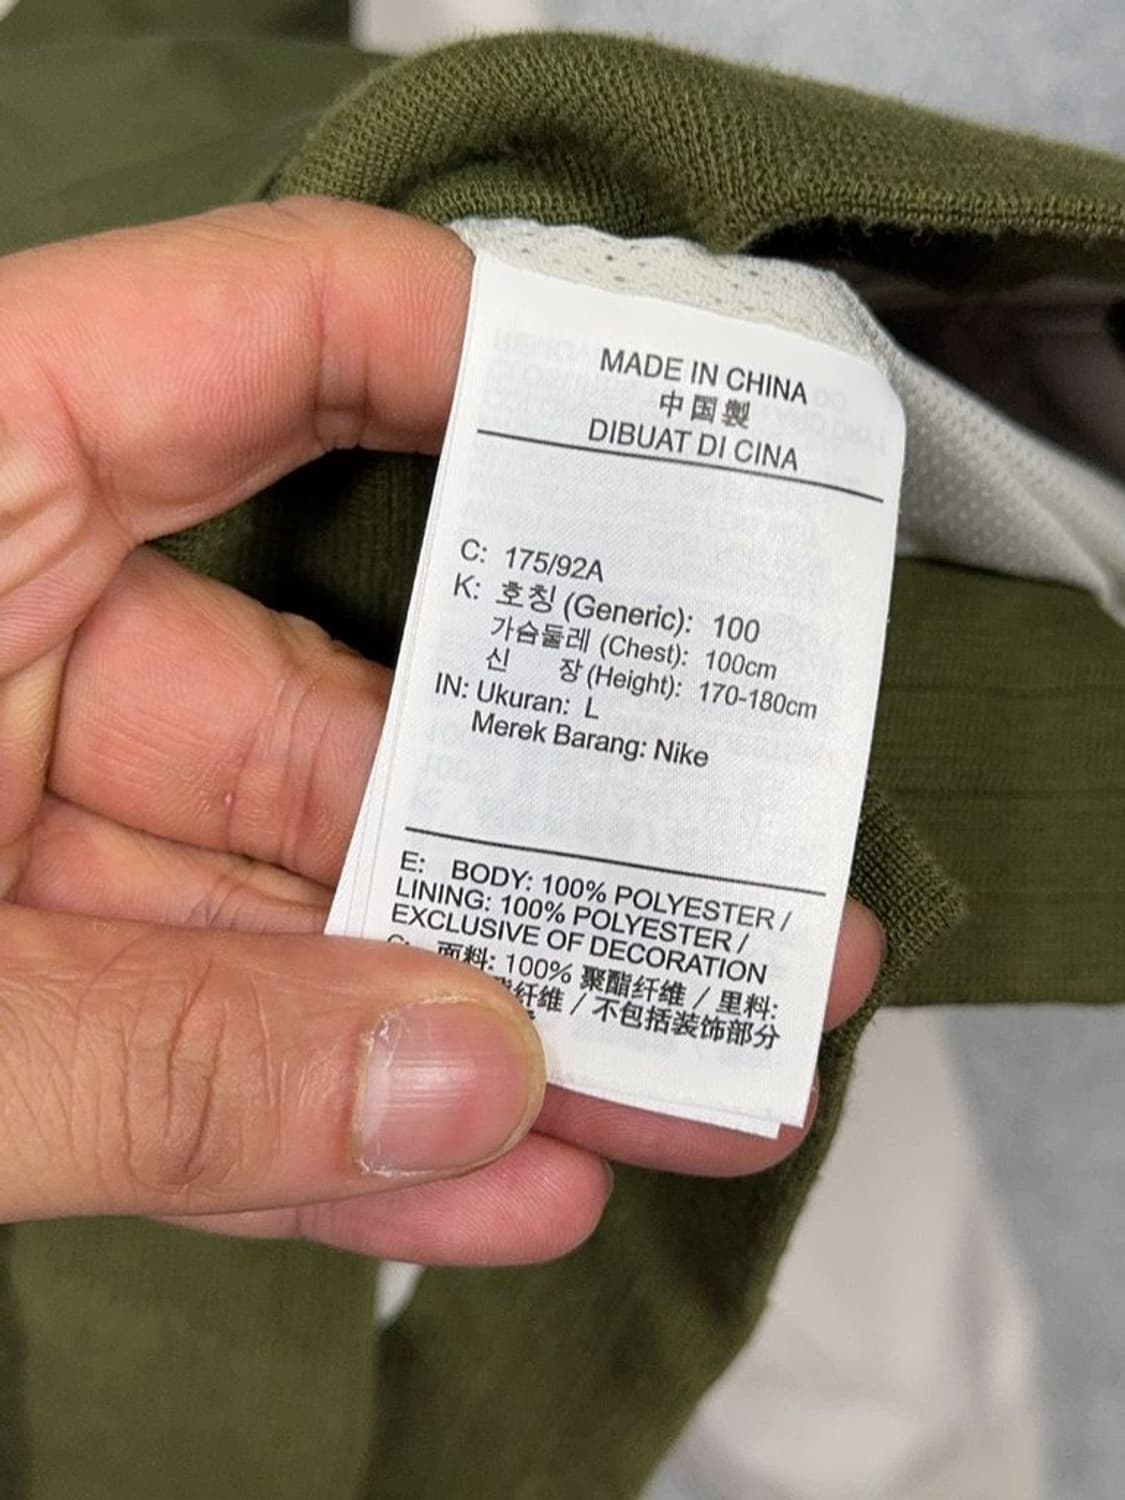 MADE IN CHINA
中国製
DIBUAT DI CINA
C: 175/92A
K: 호칭 (Generic): 100
가슴둘레 (Chest): 100cm
신 장 (Height): 170-180cm
IN: Ukuran: L
Merek Barang: Nike
E: BODY: 100% POLYESTER /
LINING: 100% POLYESTER /
EXCLUSIVE OF DECORATION
C: 面料: 100% 聚酯纤维 / 里料:
酯纤维 / 不包括装饰部分